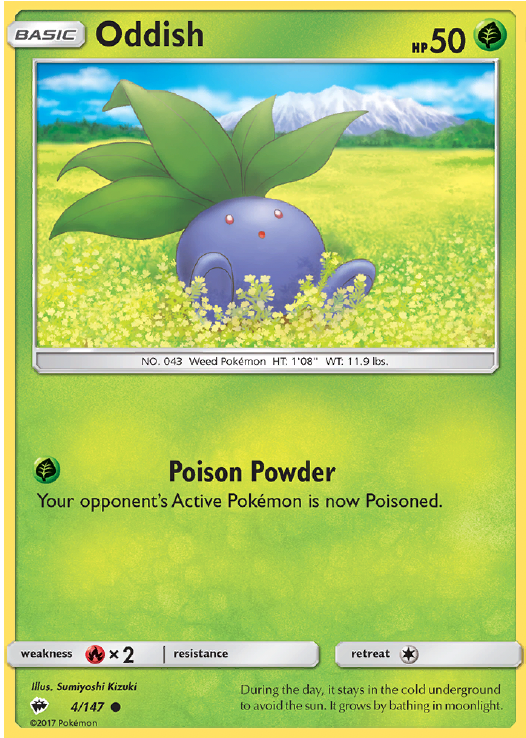 BASIC Oddish HP 50
NO. 043 Weed Pokémon HT: 1'08" WT: 11.9 lbs.
Poison Powder
Your opponent's Active Pokémon is now Poisoned.
weakness × 2 resistance retreat
Illus. Sumiyoshi Kizuki
4/147
©2017 Pokémon
During the day, it stays in the cold underground
to avoid the sun. It grows by bathing in moonlight.